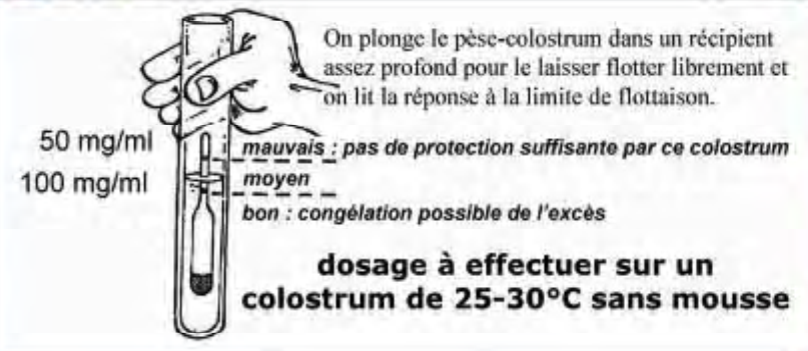 On plonge le pèse-colostrum dans un récipient
assez profond pour le laisser flotter librement et
on lit la réponse à la limite de flottaison.
50 mg/ml
mauvais : pas de protection suffisante par ce colostrum
100 mg/ml
moyen
bon : congélation possible de l'excès
dosage à effectuer sur un
colostrum de 25-30°C sans mousse